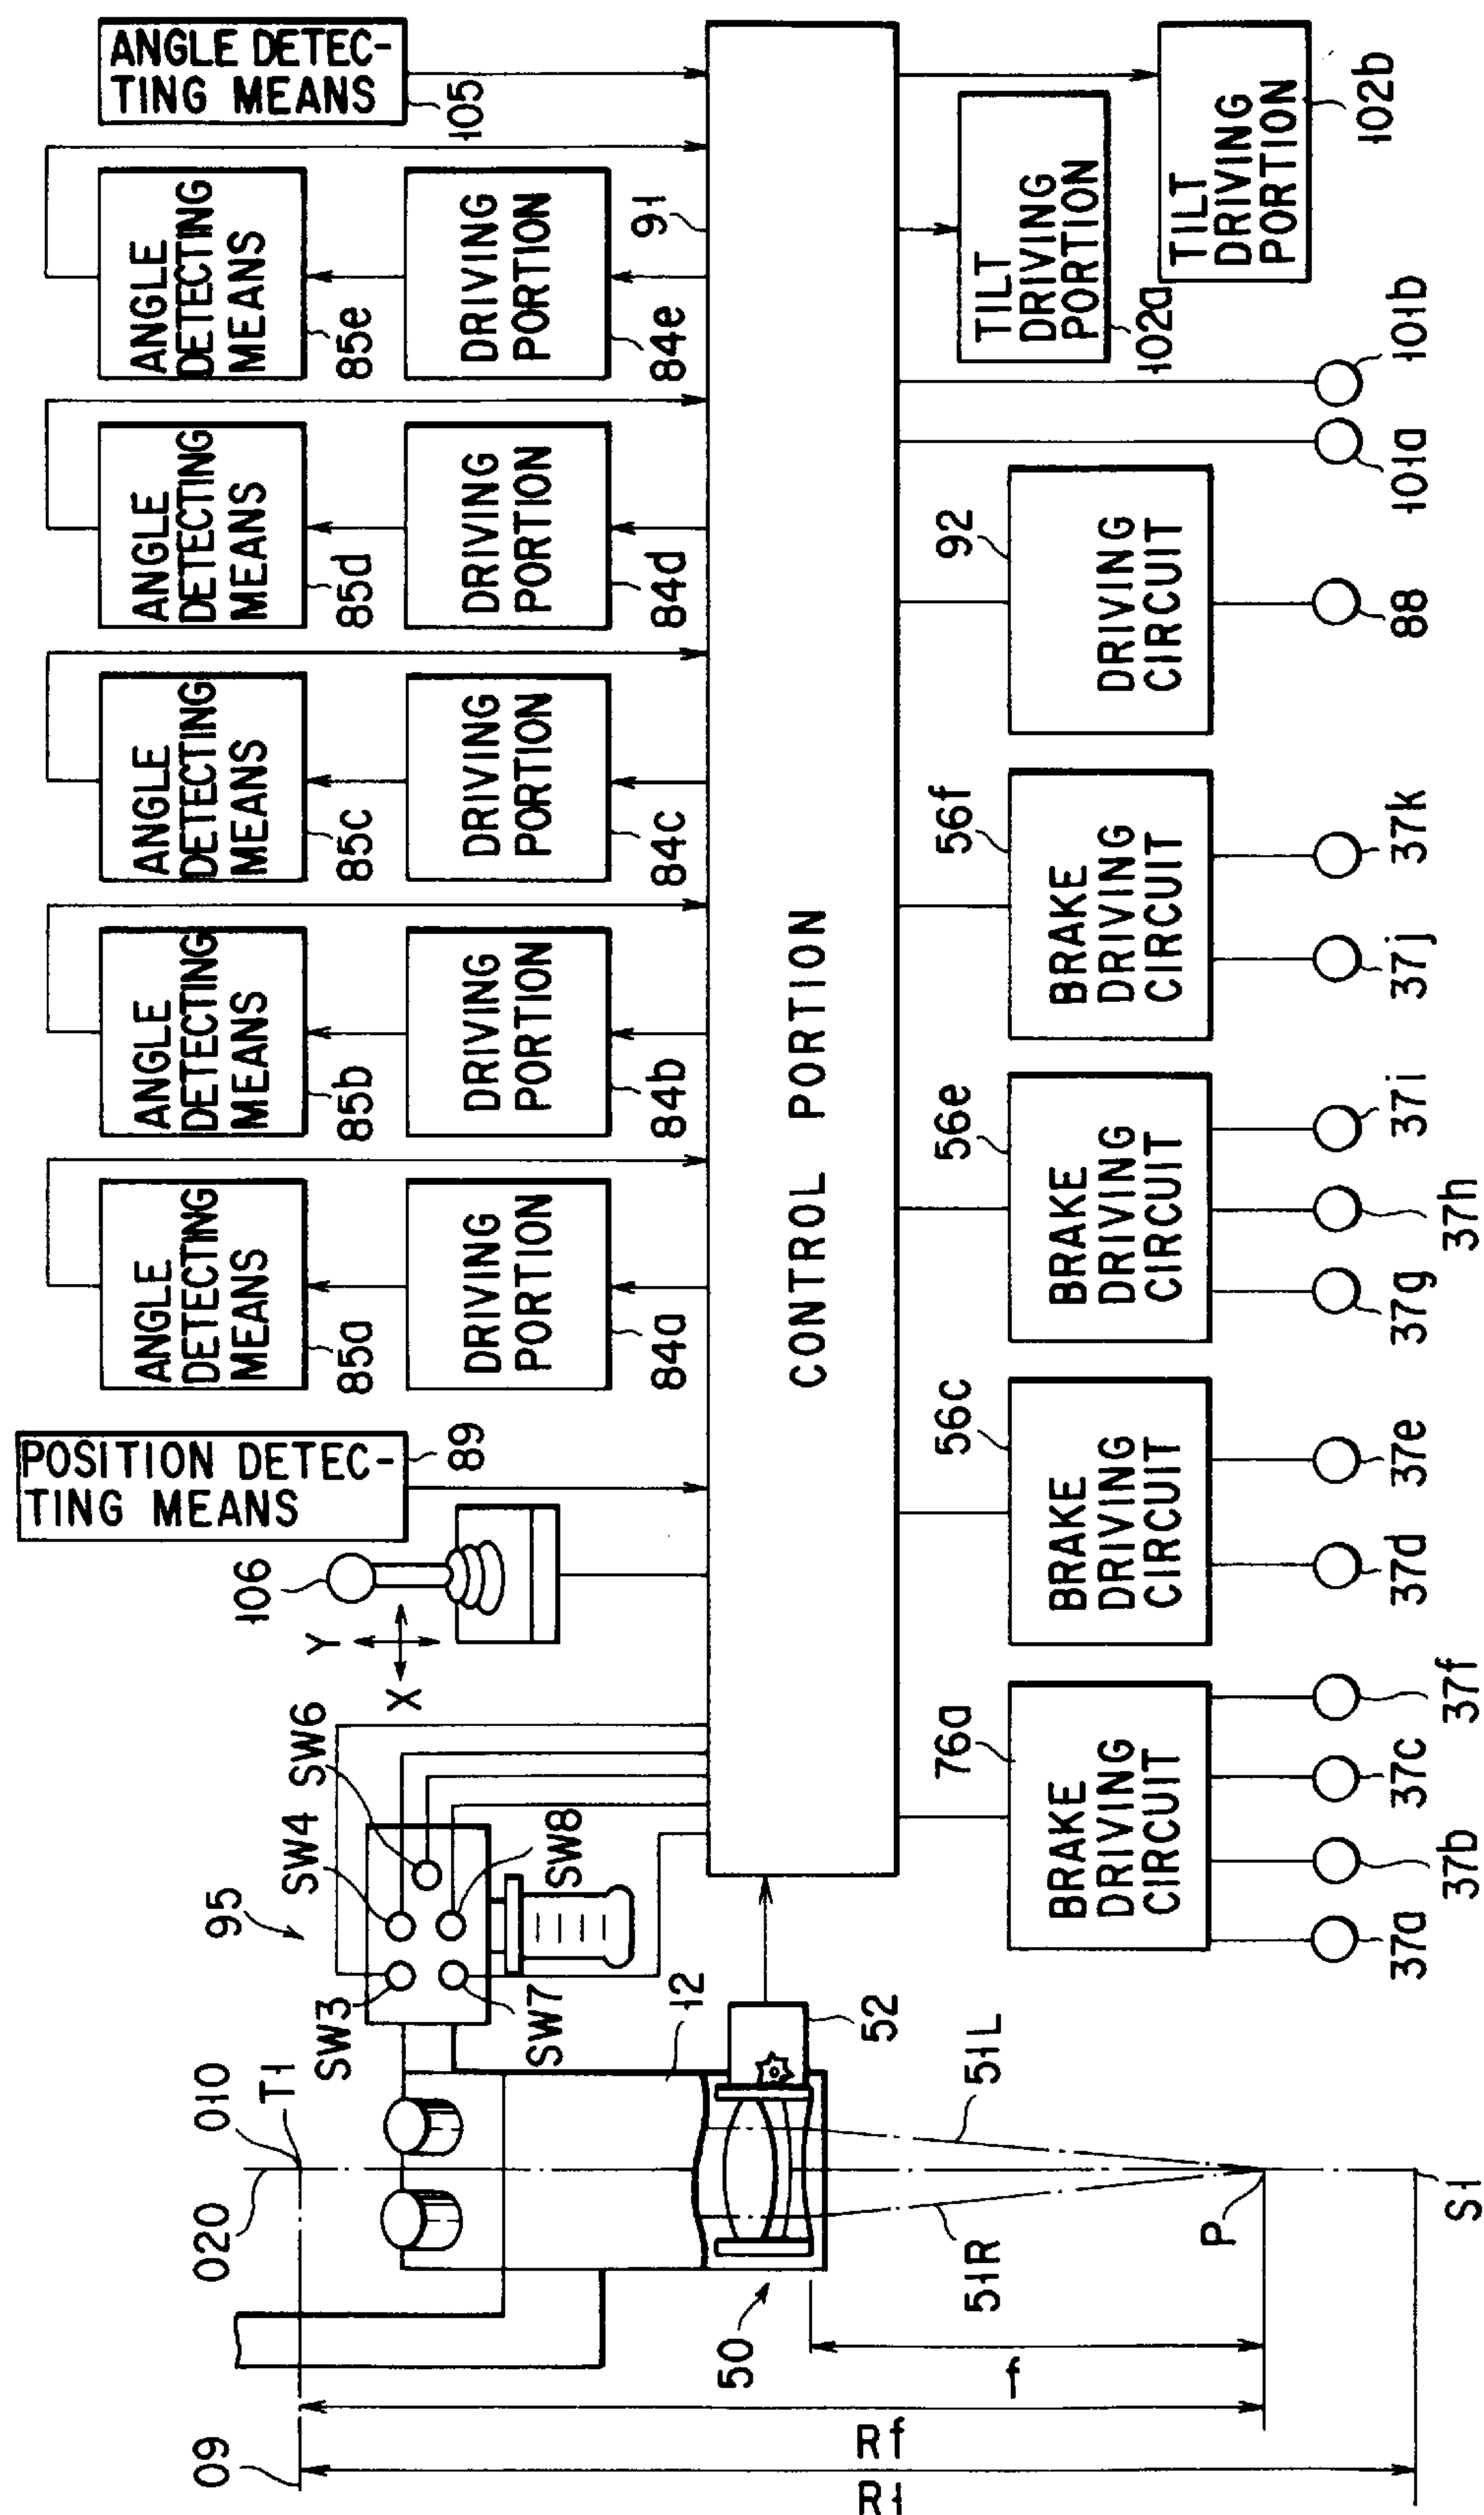 ANGLE DETEC-
TING MEANS
105
ANGLE
DETECTING
MEANS
85e
DRIVING
PORTION
84e
91
ANGLE
DETECTING
MEANS
85d
DRIVING
PORTION
84d
ANGLE
DETECTING
MEANS
85c
DRIVING
PORTION
84c
ANGLE
DETECTING
MEANS
85b
DRIVING
PORTION
84b
ANGLE
DETECTING
MEANS
85a
DRIVING
PORTION
84a
POSITION DETEC-
TING MEANS
89
106
Y
X
SW6
SW4
SW8
95
SW3
SW7
12
52
O10
T1
O20
O9
51L
51R
50
P
S1
f
Rf
R1
CONTROL PORTION
TILT
DRIVING
PORTION
102b
TILT
DRIVING
PORTION
102a
101b
101a
92
DRIVING
CIRCUIT
88
56f
BRAKE
DRIVING
CIRCUIT
37k
37j
56e
BRAKE
DRIVING
CIRCUIT
37i
37h
37g
56c
BRAKE
DRIVING
CIRCUIT
37e
37d
76a
BRAKE
DRIVING
CIRCUIT
37f
37c
37b
37a